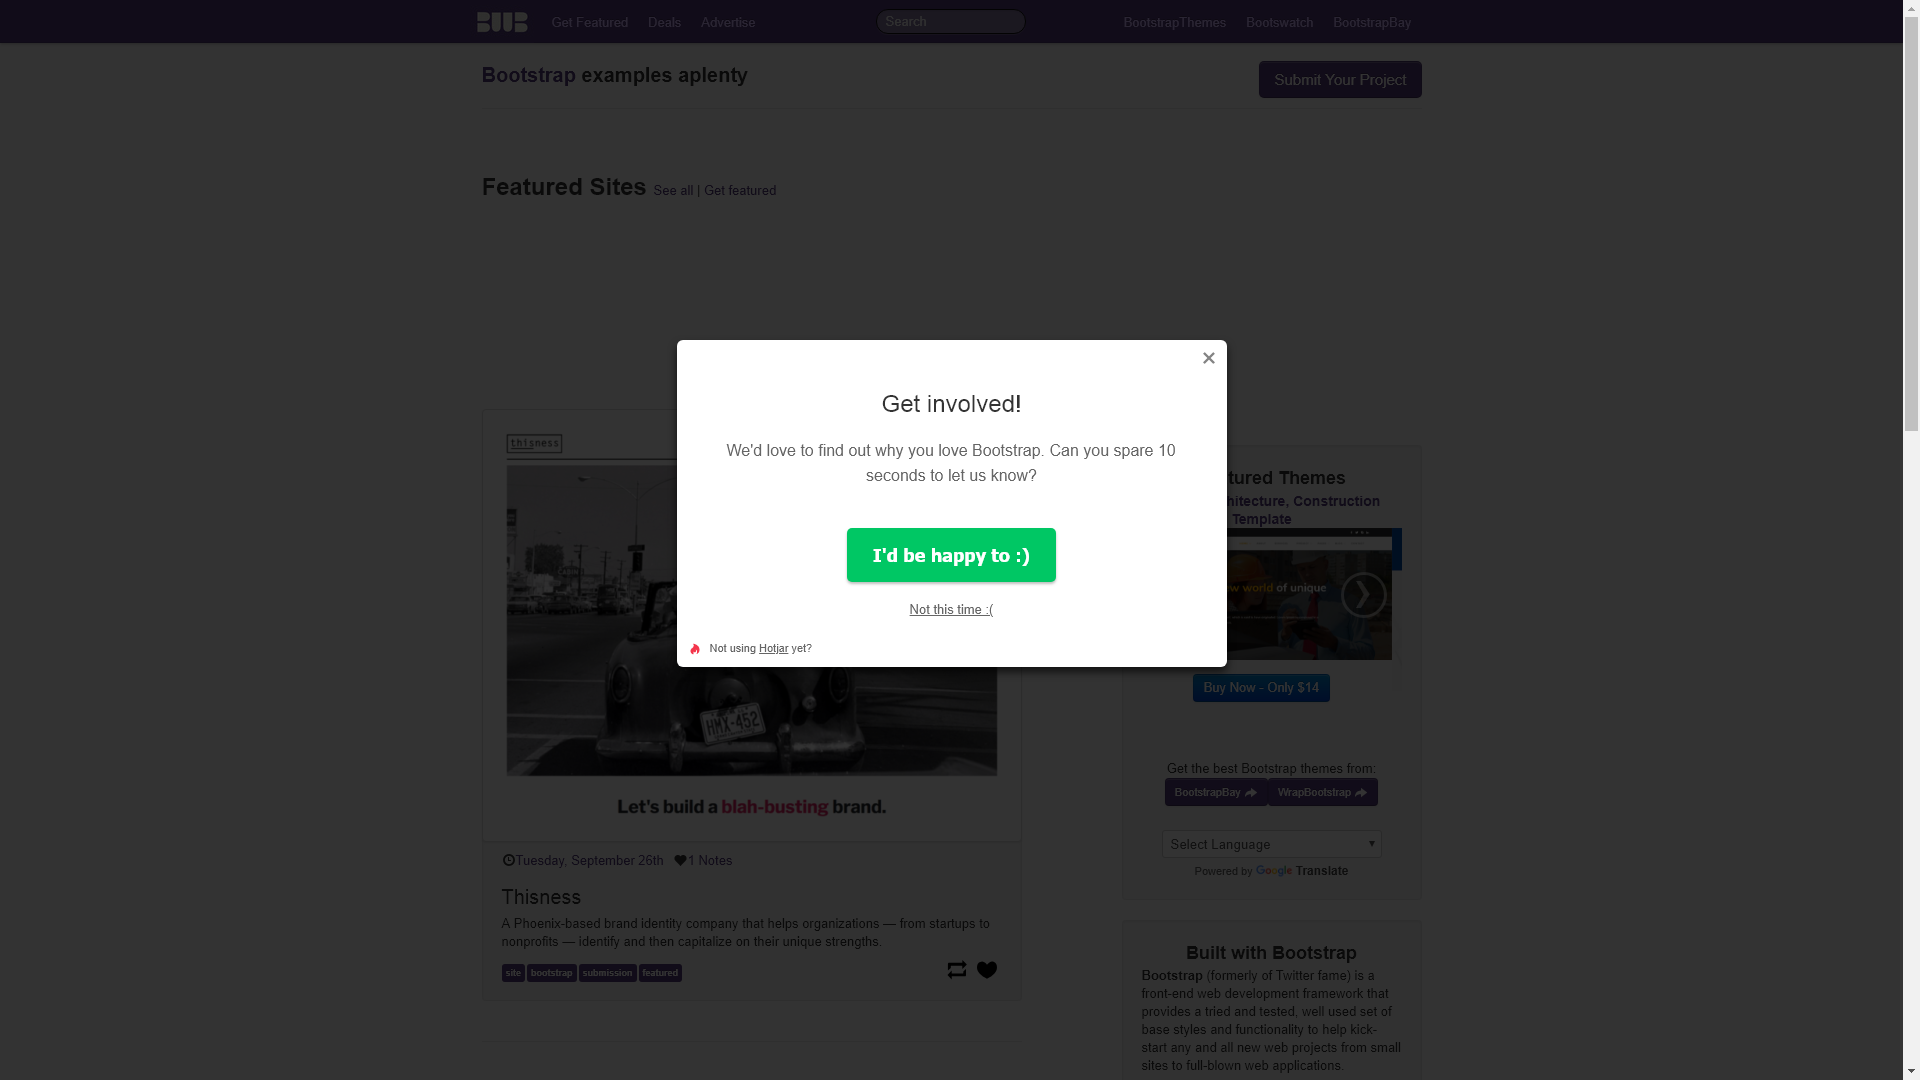 BWB Get Featured Deals Advertise Search BootstrapThemes Bootswatch BootstrapBay
Bootstrap examples aplenty
Submit Your Project
Featured Sites See all | Get featured
Get involved!
We'd love to find out why you love Bootstrap. Can you spare 10
seconds to let us know?
I'd be happy to :)
Not this time :(
Not using Hotjar yet?
thisness
HMX-452
Let's build a blah-busting brand.
Tuesday, September 26th 1 Notes
Thisness
A Phoenix-based brand identity company that helps organizations — from startups to
nonprofits — identify and then capitalize on their unique strengths.
site bootstrap submission featured
Themes
Construction
Template
world of unique
Buy Now - Only $14
Get the best Bootstrap themes from:
BootstrapBay WrapBootstrap
Select Language
Powered by Google Translate
Built with Bootstrap
Bootstrap (formerly of Twitter fame) is a
front-end web development framework that
provides a tried and tested, well used set of
base styles and functionality to help kick-
start any and all new web projects from small
sites to full-blown web applications.